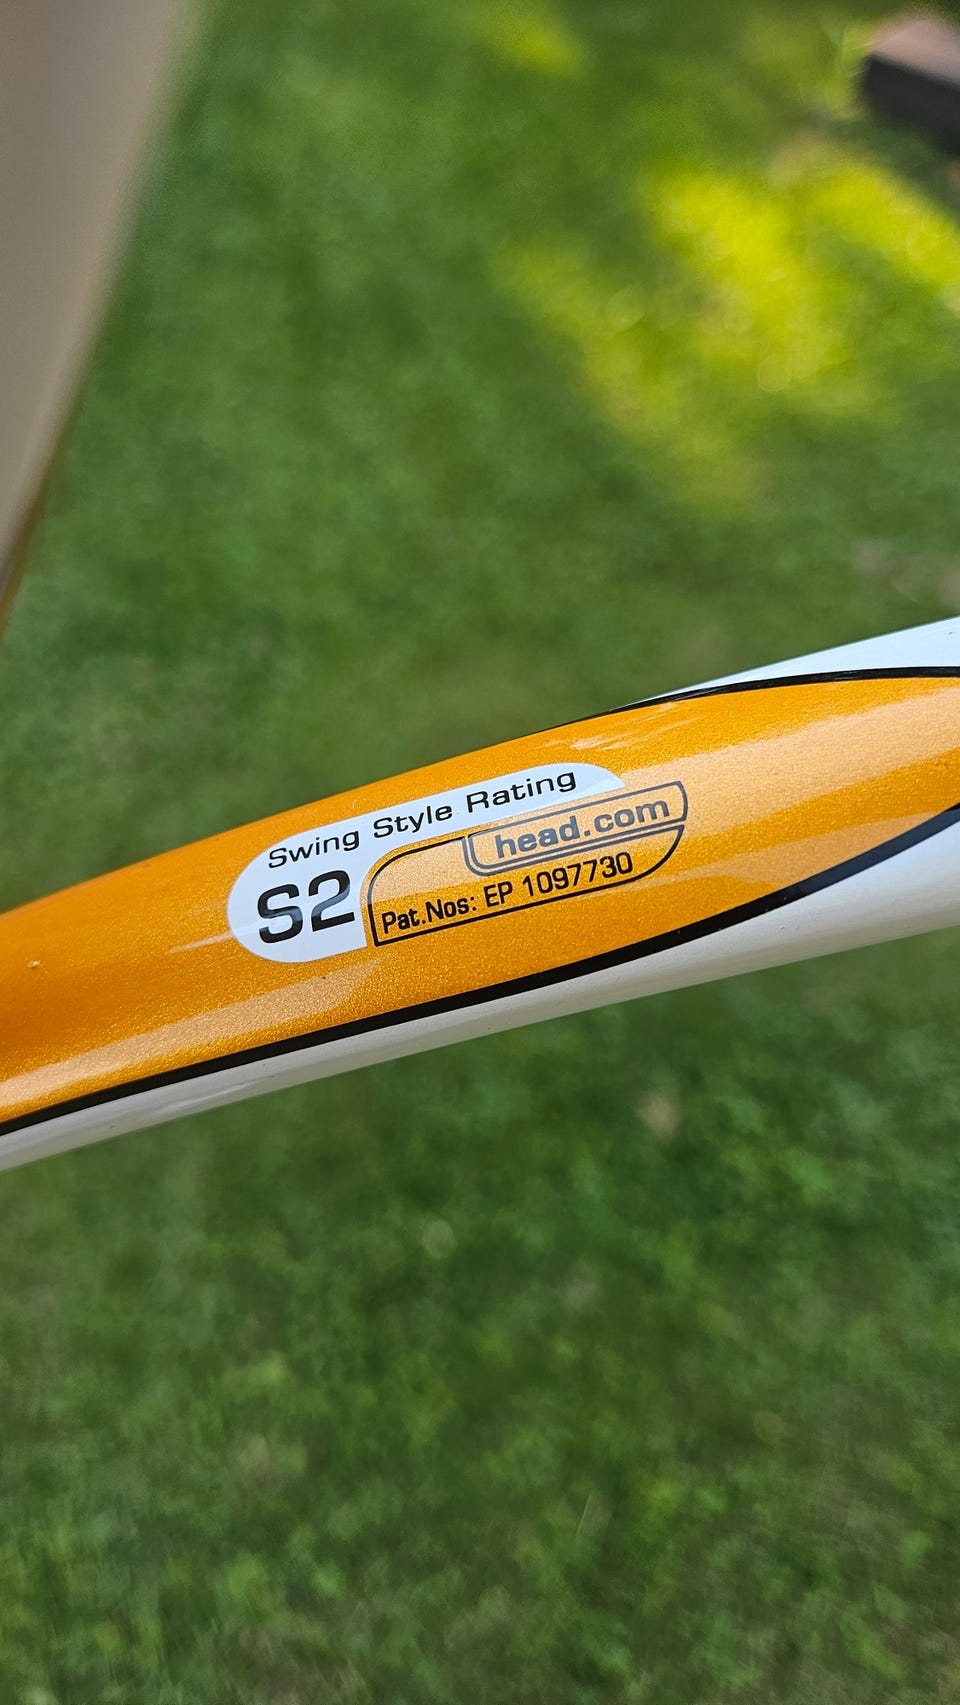 Swing Style Rating
S2
head.com
Pat.Nos: EP 1097730